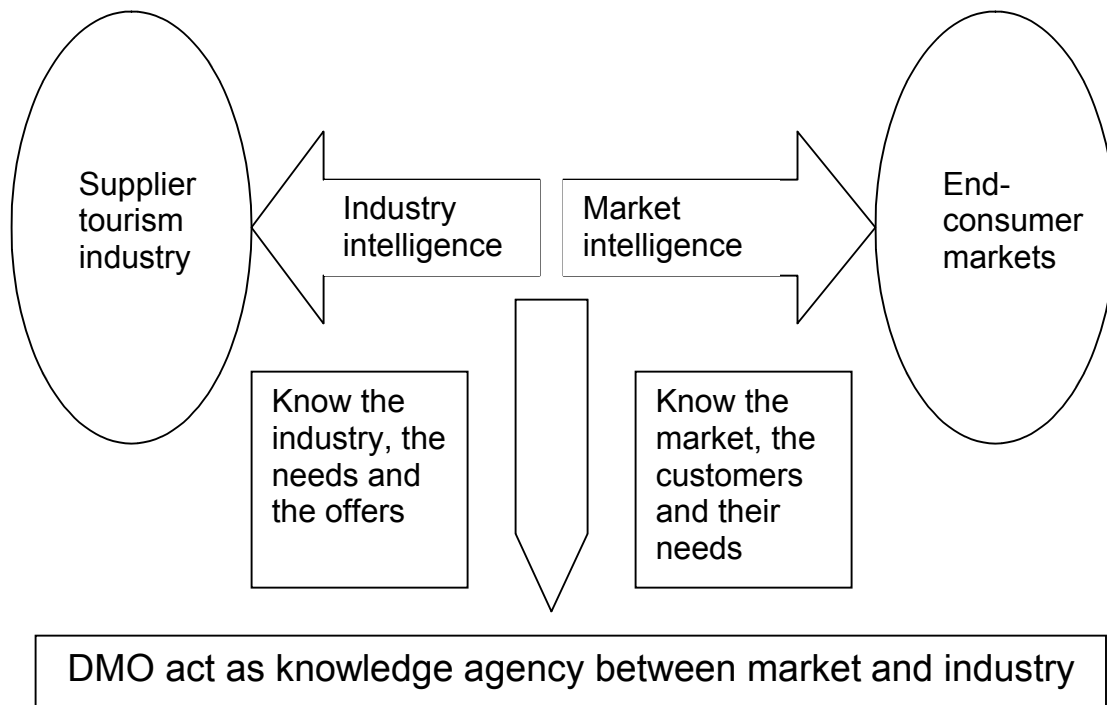 Supplier
tourism
industry
Industry
intelligence
Market
intelligence
End-
consumer
markets
Know the
industry, the
needs and
the offers
Know the
market, the
customers
and their
needs
DMO act as knowledge agency between market and industry